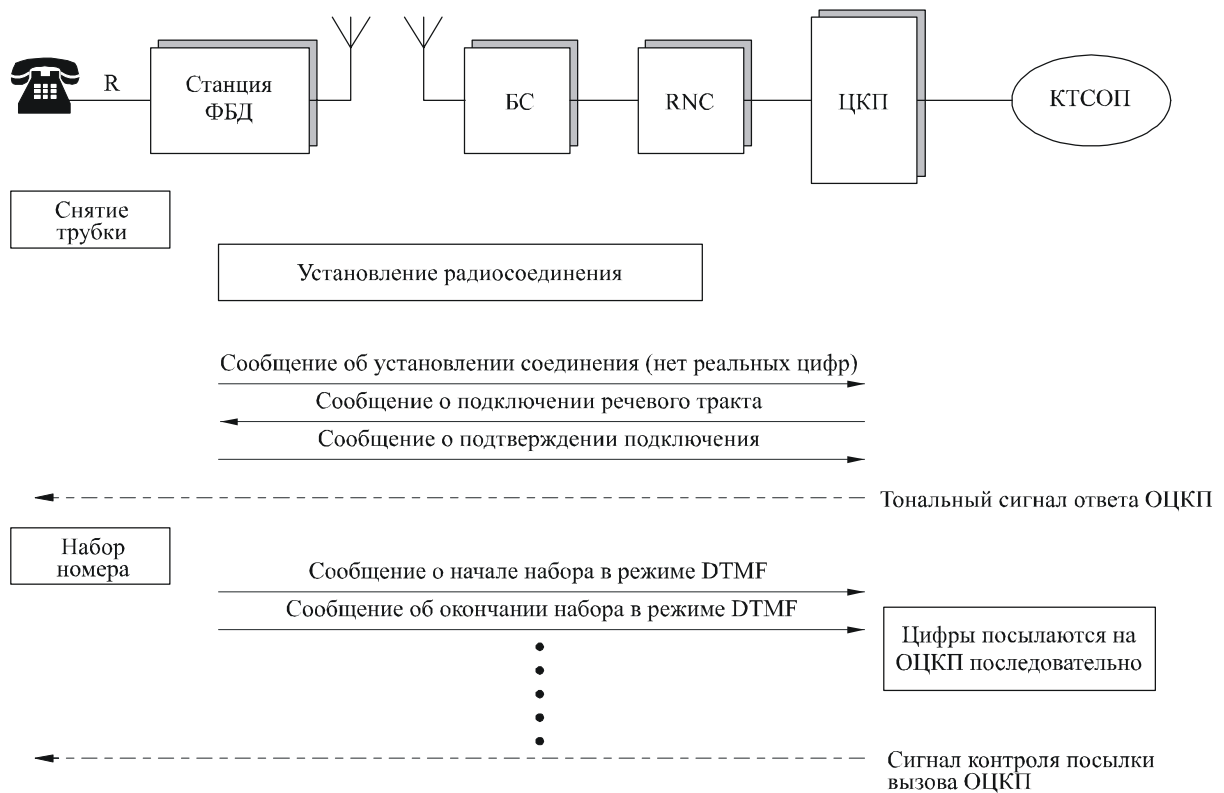 R
Станция
ФБД
БС
RNC
ЦКП
КТСОП
Снятие
трубки
Установление радиосоединения
Сообщение об установлении соединения (нет реальных цифр)
Сообщение о подключении речевого тракта
Сообщение о подтверждении подключения
Тональный сигнал ответа ОЦКП
Набор
номера
Сообщение о начале набора в режиме DTMF
Сообщение об окончании набора в режиме DTMF
Цифры посылаются на
ОЦКП последовательно
Сигнал контроля посылки
вызова ОЦКП